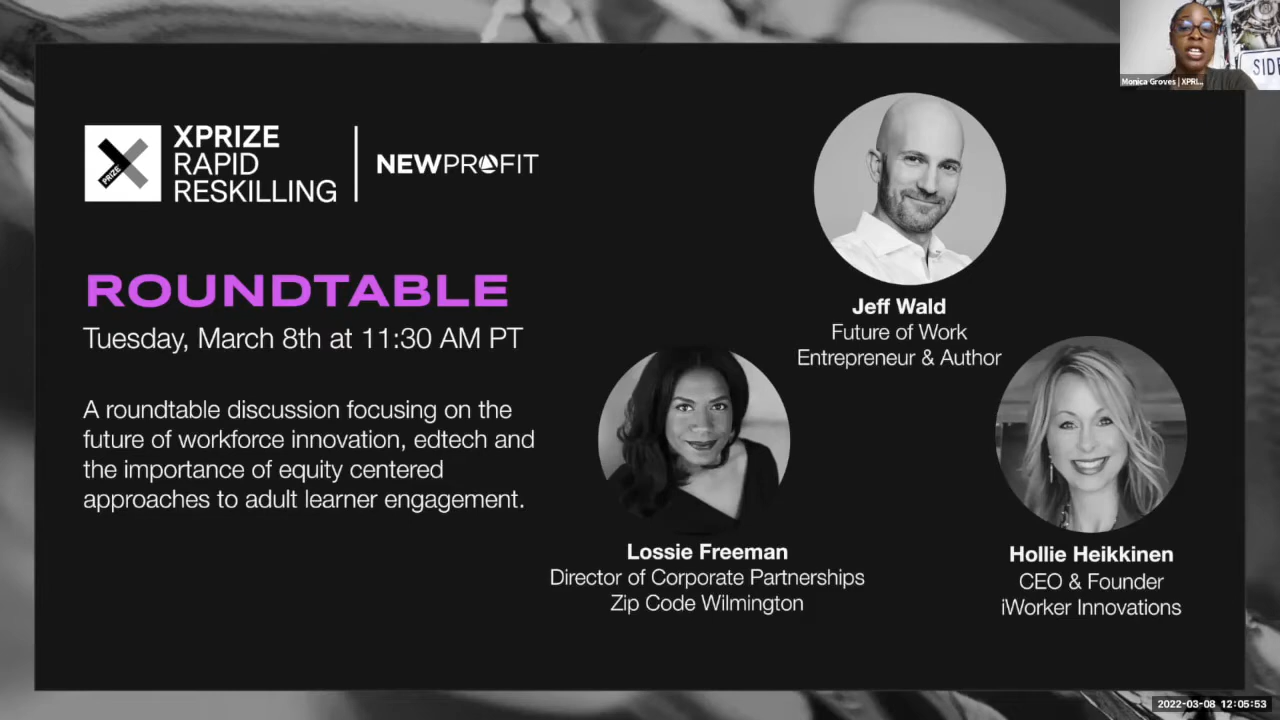 Monica Groves | XPRI...
SIDE
XPRIZE
RAPID
RESKILLING
PRIZE
NEWPROFIT
ROUNDTABLE
Tuesday, March 8th at 11:30 AM PT
A roundtable discussion focusing on the
future of workforce innovation, edtech and
the importance of equity centered
approaches to adult learner engagement.
Jeff Wald
Future of Work
Entrepreneur & Author
Lossie Freeman
Director of Corporate Partnerships
Zip Code Wilmington
Hollie Heikkinen
CEO & Founder
iWorker Innovations
2022-03-08 12:05:53